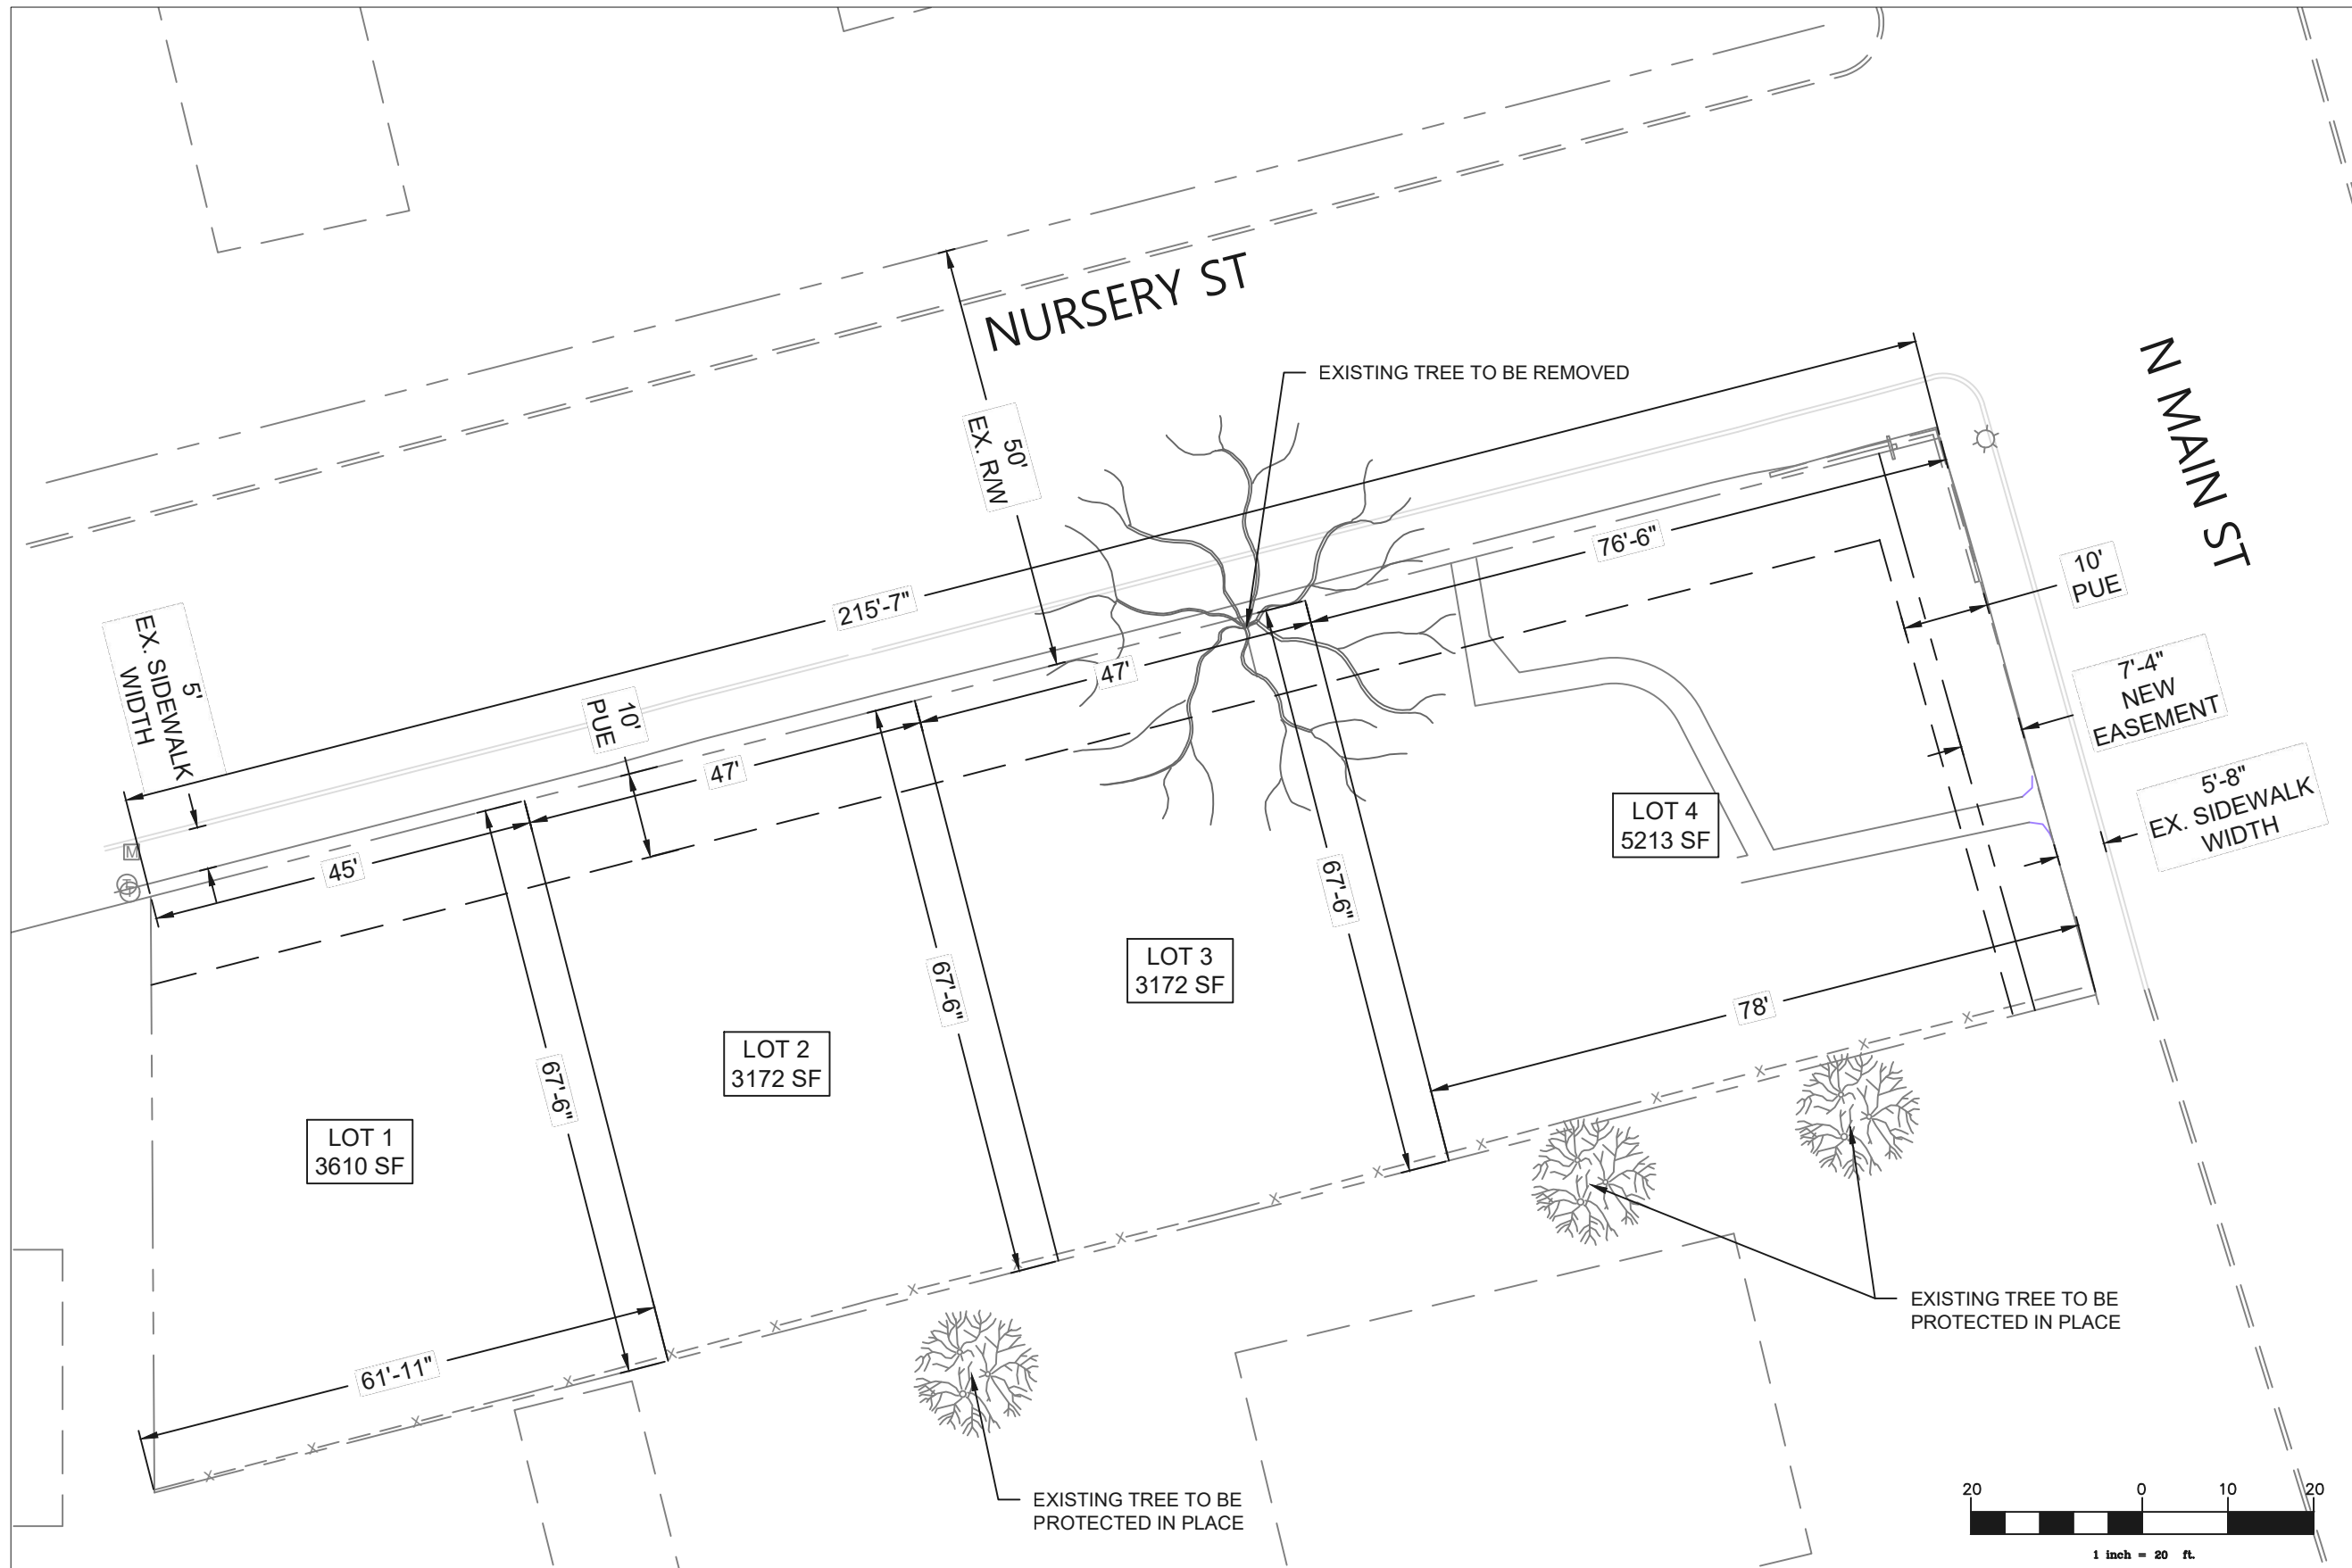 NURSERY ST
N MAIN ST
EXISTING TREE TO BE REMOVED
50'
EX. R/W
215'-7"
76'-6"
10'
PUE
7'-4"
NEW
EASEMENT
5'-8"
EX. SIDEWALK
WIDTH
5'
EX. SIDEWALK
WIDTH
10'
PUE
47'
47'
45'
M
LOT 4
5213 SF
67'-6"
67'-6"
67'-6"
LOT 3
3172 SF
LOT 2
3172 SF
LOT 1
3610 SF
78'
61'-11"
EXISTING TREE TO BE
PROTECTED IN PLACE
EXISTING TREE TO BE
PROTECTED IN PLACE
20 0 10 20
1 inch = 20 ft.